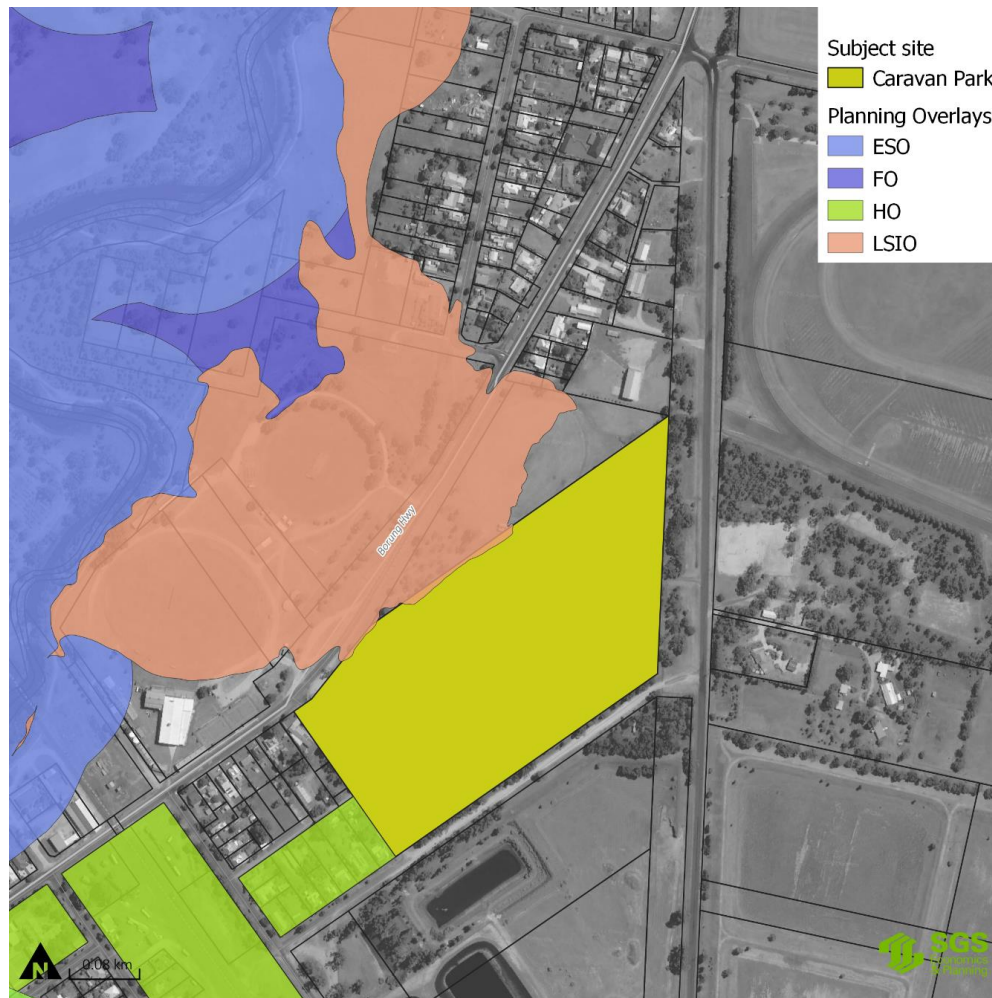 Subject site
Caravan Park
Planning Overlays
ESO
FO
HO
LSIO
Borung Hwy
N
0.08 km
SGS
Economics
& Planning